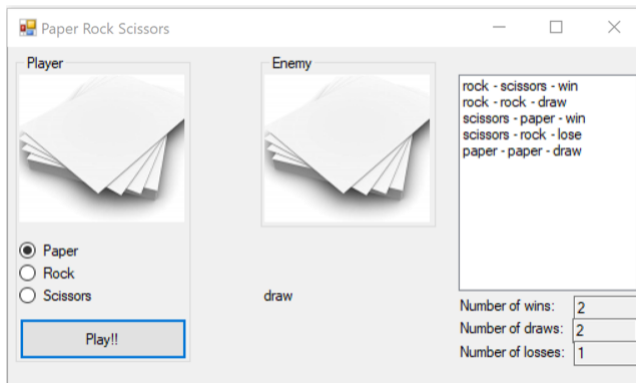 Paper Rock Scissors
Player
Enemy
Paper
Rock
Scissors
Play!!
draw
rock - scissors - win
rock - rock - draw
scissors - paper - win
scissors - rock - lose
paper - paper - draw
Number of wins: 2
Number of draws: 2
Number of losses: 1